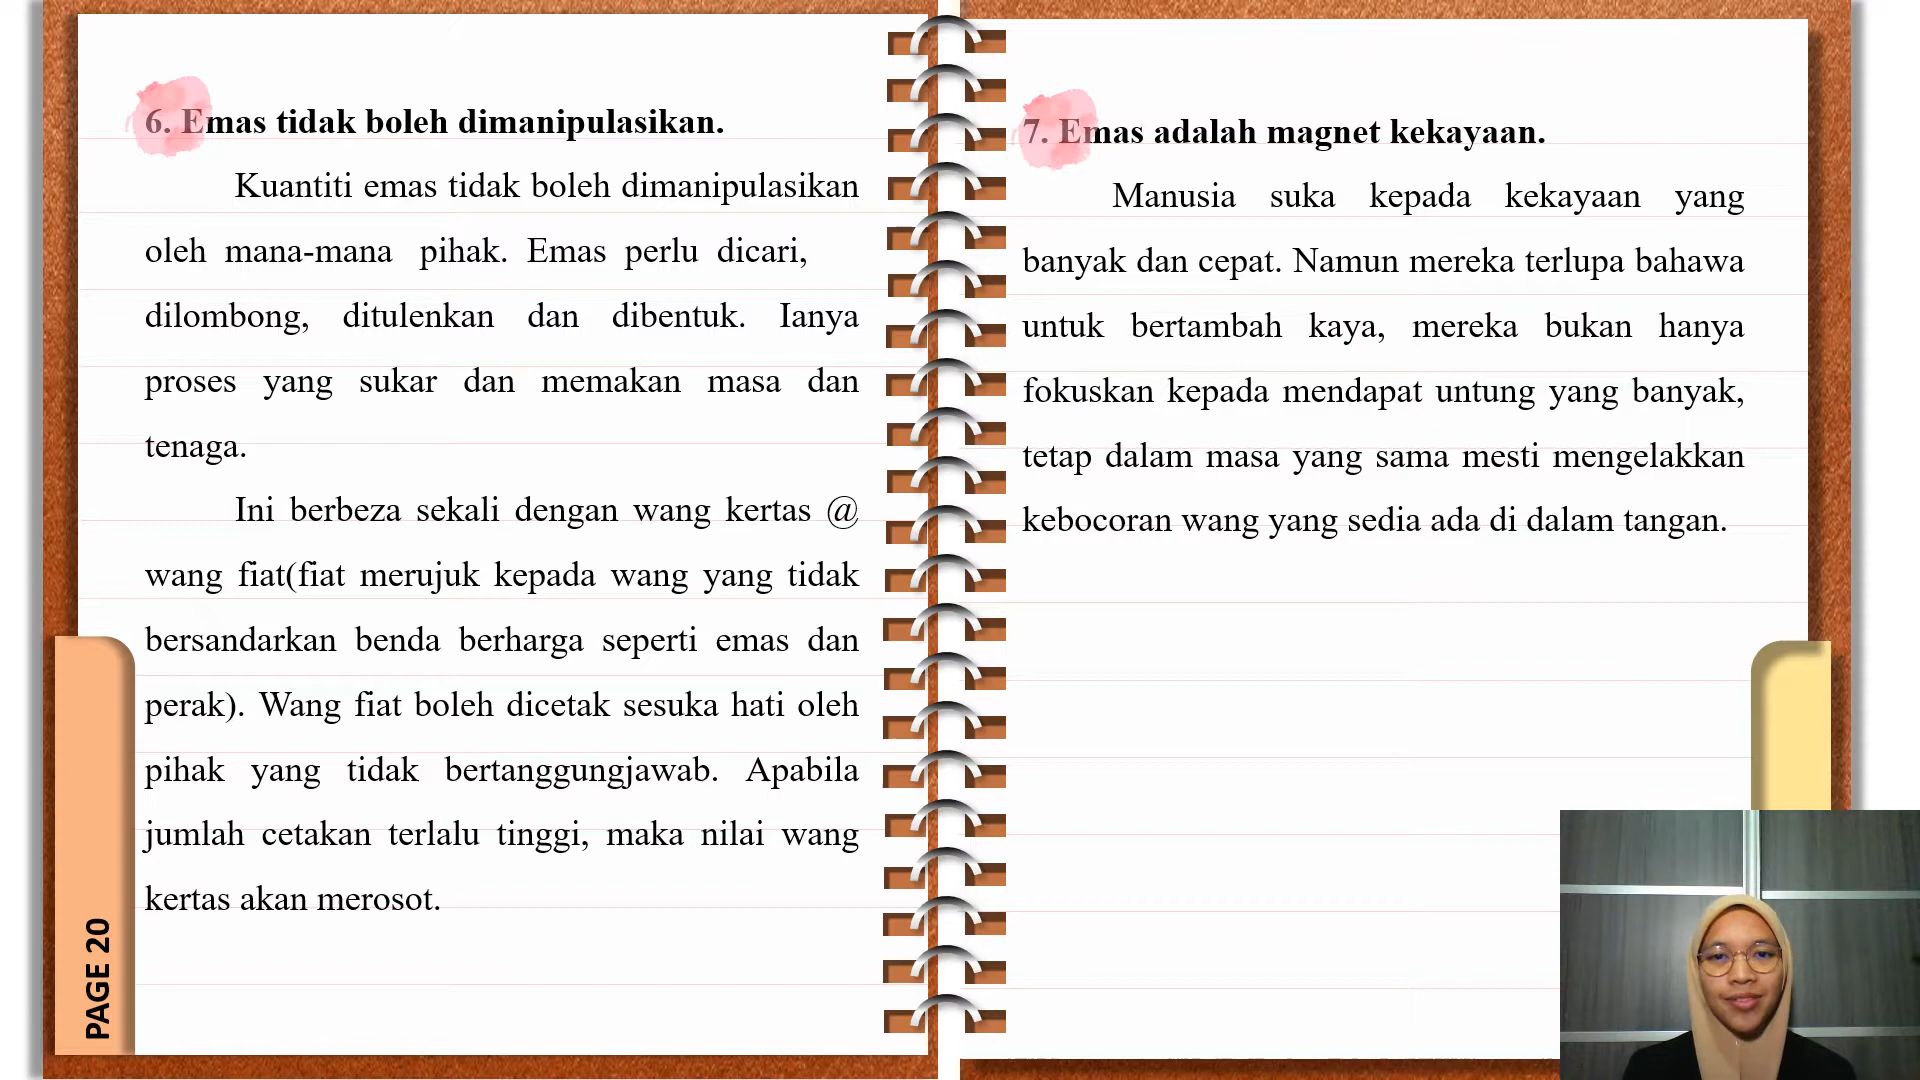 6. Emas tidak boleh dimanipulasikan.
Kuantiti emas tidak boleh dimanipulasikan
oleh mana-mana pihak. Emas perlu dicari,
dilombong, ditulenkan dan dibentuk. Ianya
proses yang sukar dan memakan masa dan
tenaga.
Ini berbeza sekali dengan wang kertas @
wang fiat(fiat merujuk kepada wang yang tidak
bersandarkan benda berharga seperti emas dan
perak). Wang fiat boleh dicetak sesuka hati oleh
pihak yang tidak bertanggungjawab. Apabila
jumlah cetakan terlalu tinggi, maka nilai wang
kertas akan merosot.
PAGE 20
7. Emas adalah magnet kekayaan.
Manusia suka kepada kekayaan yang
banyak dan cepat. Namun mereka terlupa bahawa
untuk bertambah kaya, mereka bukan hanya
fokuskan kepada mendapat untung yang banyak,
tetap dalam masa yang sama mesti mengelakkan
kebocoran wang yang sedia ada di dalam tangan.